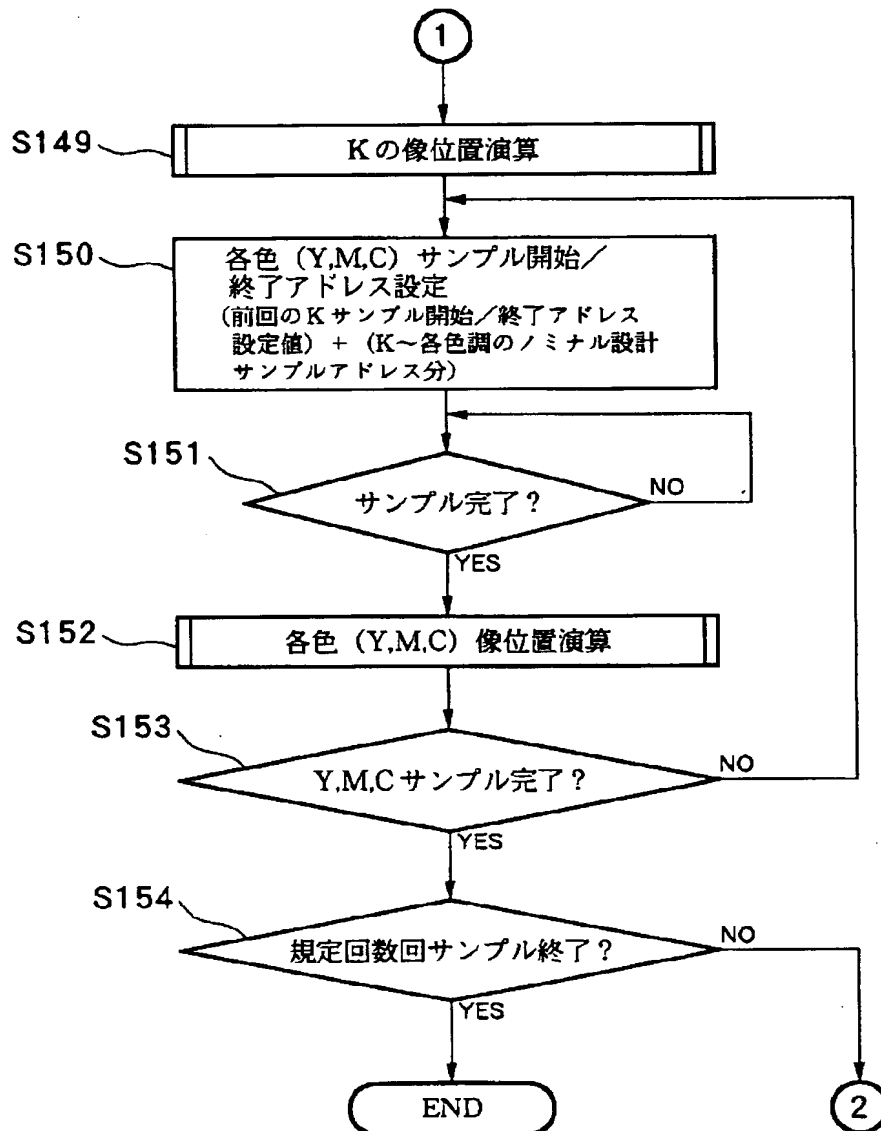 1
S149
Kの像位置演算
S150
各色（Y,M,C）サンプル開始／
終了アドレス設定
（前回のKサンプル開始／終了アドレス
設定値）＋（K～各色調のノミナル設計
サンプルアドレス分）
S151
サンプル完了？
NO
YES
S152
各色（Y,M,C）像位置演算
S153
Y,M,Cサンプル完了？
NO
YES
S154
規定回数回サンプル終了？
NO
YES
END
2